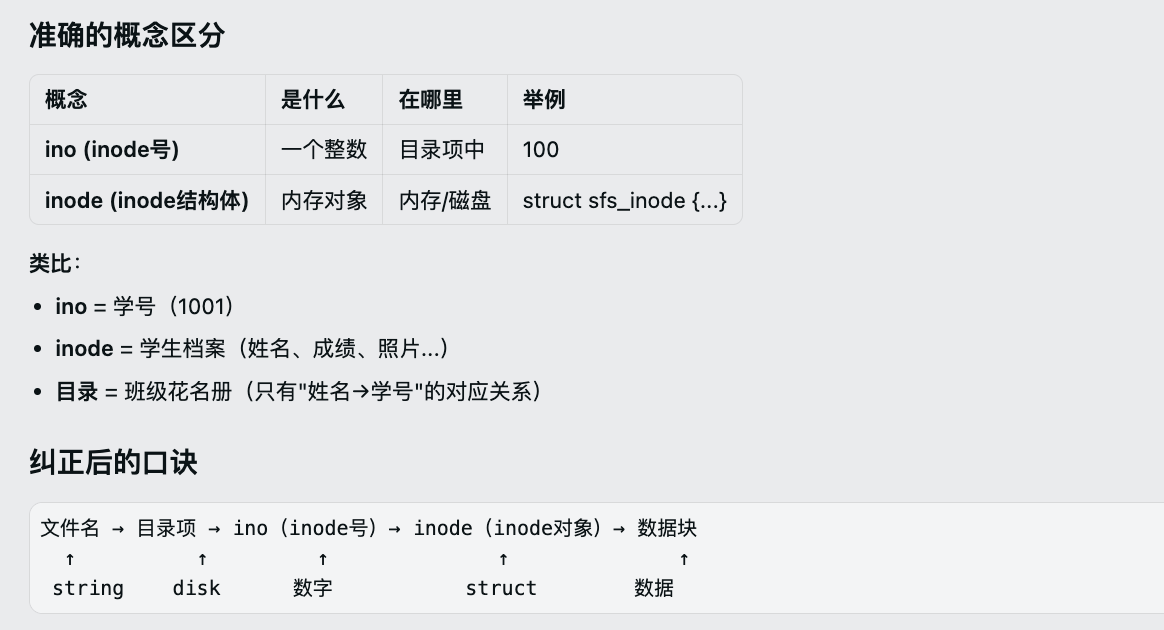 准确的概念区分
概念 是什么 在哪里 举例
ino (inode号) 一个整数 目录项中 100
inode (inode结构体) 内存对象 内存/磁盘 struct sfs_inode {...}
类比：
• ino = 学号（1001）
• inode = 学生档案（姓名、成绩、照片...）
• 目录 = 班级花名册（只有"姓名→学号"的对应关系）
纠正后的口诀
文件名 → 目录项 → ino（inode号）→ inode（inode对象）→ 数据块
↑ ↑ ↑ ↑ ↑
string disk 数字 struct 数据